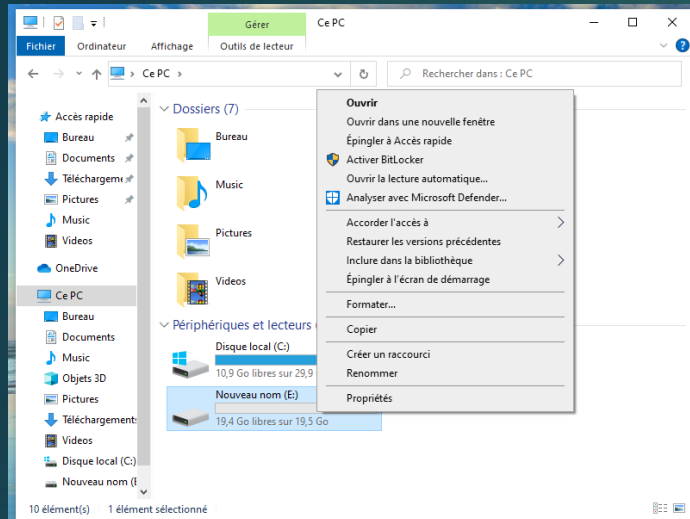 Gérer
Ce PC
Fichier
Ordinateur
Affichage
Outils de lecteur
Ce PC
Rechercher dans : Ce PC
Accès rapide
Bureau
Documents
Téléchargeme
Pictures
Music
Videos
OneDrive
Ce PC
Bureau
Documents
Music
Objets 3D
Pictures
Téléchargements
Videos
Disque local (C:)
Nouveau nom (E
Dossiers (7)
Bureau
Music
Pictures
Videos
Périphériques et lecteurs
Disque local (C:)
10,9 Go libres sur 29,9
Nouveau nom (E:)
19,4 Go libres sur 19,5 Go
Ouvrir
Ouvrir dans une nouvelle fenêtre
Épingler à Accès rapide
Activer BitLocker
Ouvrir la lecture automatique...
Analyser avec Microsoft Defender...
Accorder l'accès à
Restaurer les versions précédentes
Inclure dans la bibliothèque
Épingler à l'écran de démarrage
Formater...
Copier
Créer un raccourci
Renommer
Propriétés
10 élément(s)
1 élément sélectionné